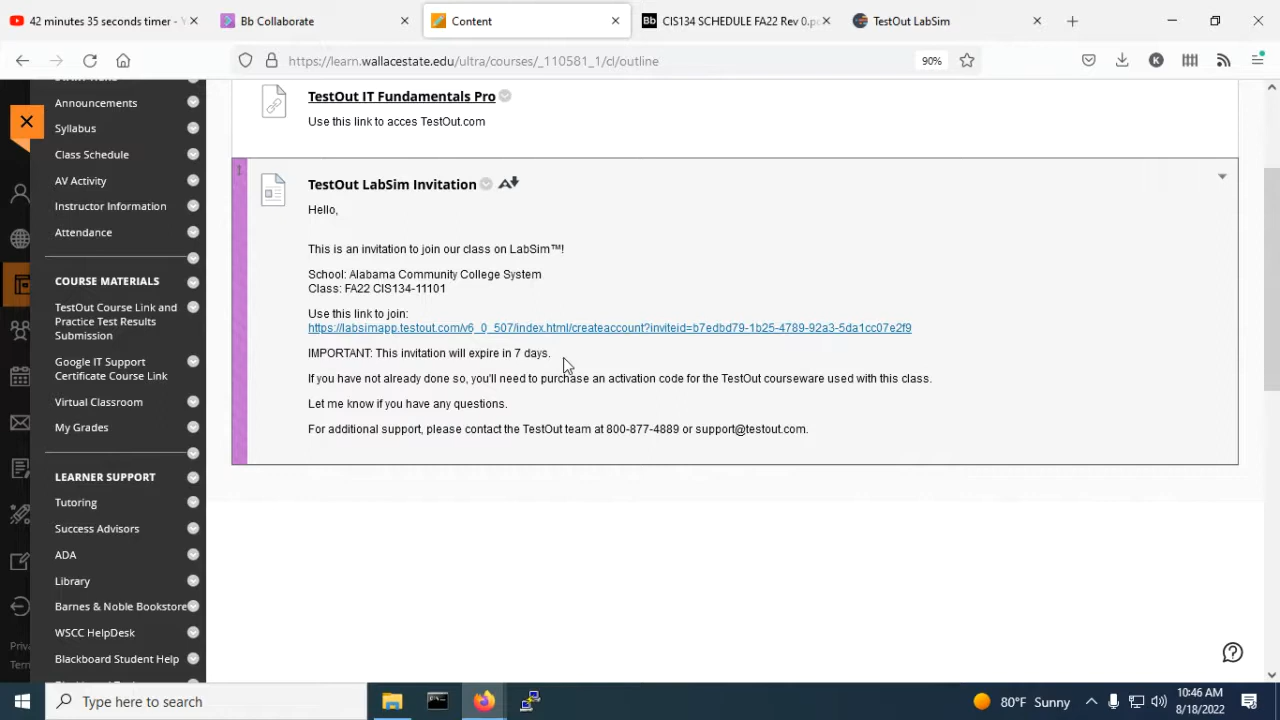 42 minutes 35 seconds timer - Y
Bb Collaborate
Content
Bb CIS134 SCHEDULE FA22 Rev 0.p
TestOut LabSim
https://learn.wallacestate.edu/ultra/courses/_110581_1/cl/outline
90%
Announcements
Syllabus
Class Schedule
AV Activity
Instructor Information
Attendance
COURSE MATERIALS
TestOut Course Link and
Practice Test Results
Submission
Google IT Support
Certificate Course Link
Virtual Classroom
My Grades
LEARNER SUPPORT
Tutoring
Success Advisors
ADA
Library
Barnes & Noble Bookstore
WSCC HelpDesk
Blackboard Student Help
Priva
Term
TestOut IT Fundamentals Pro
Use this link to acces TestOut.com
TestOut LabSim Invitation
Hello,
This is an invitation to join our class on LabSim™!
School: Alabama Community College System
Class: FA22 CIS134-11101
Use this link to join:
https://labsimapp.testout.com/v6_0_507/index.html/createaccount?inviteid=b7edbd79-1b25-4789-92a3-5da1cc07e2f9
IMPORTANT: This invitation will expire in 7 days.
If you have not already done so, you'll need to purchase an activation code for the TestOut courseware used with this class.
Let me know if you have any questions.
For additional support, please contact the TestOut team at 800-877-4889 or support@testout.com.
Type here to search
80°F Sunny
10:46 AM
8/18/2022